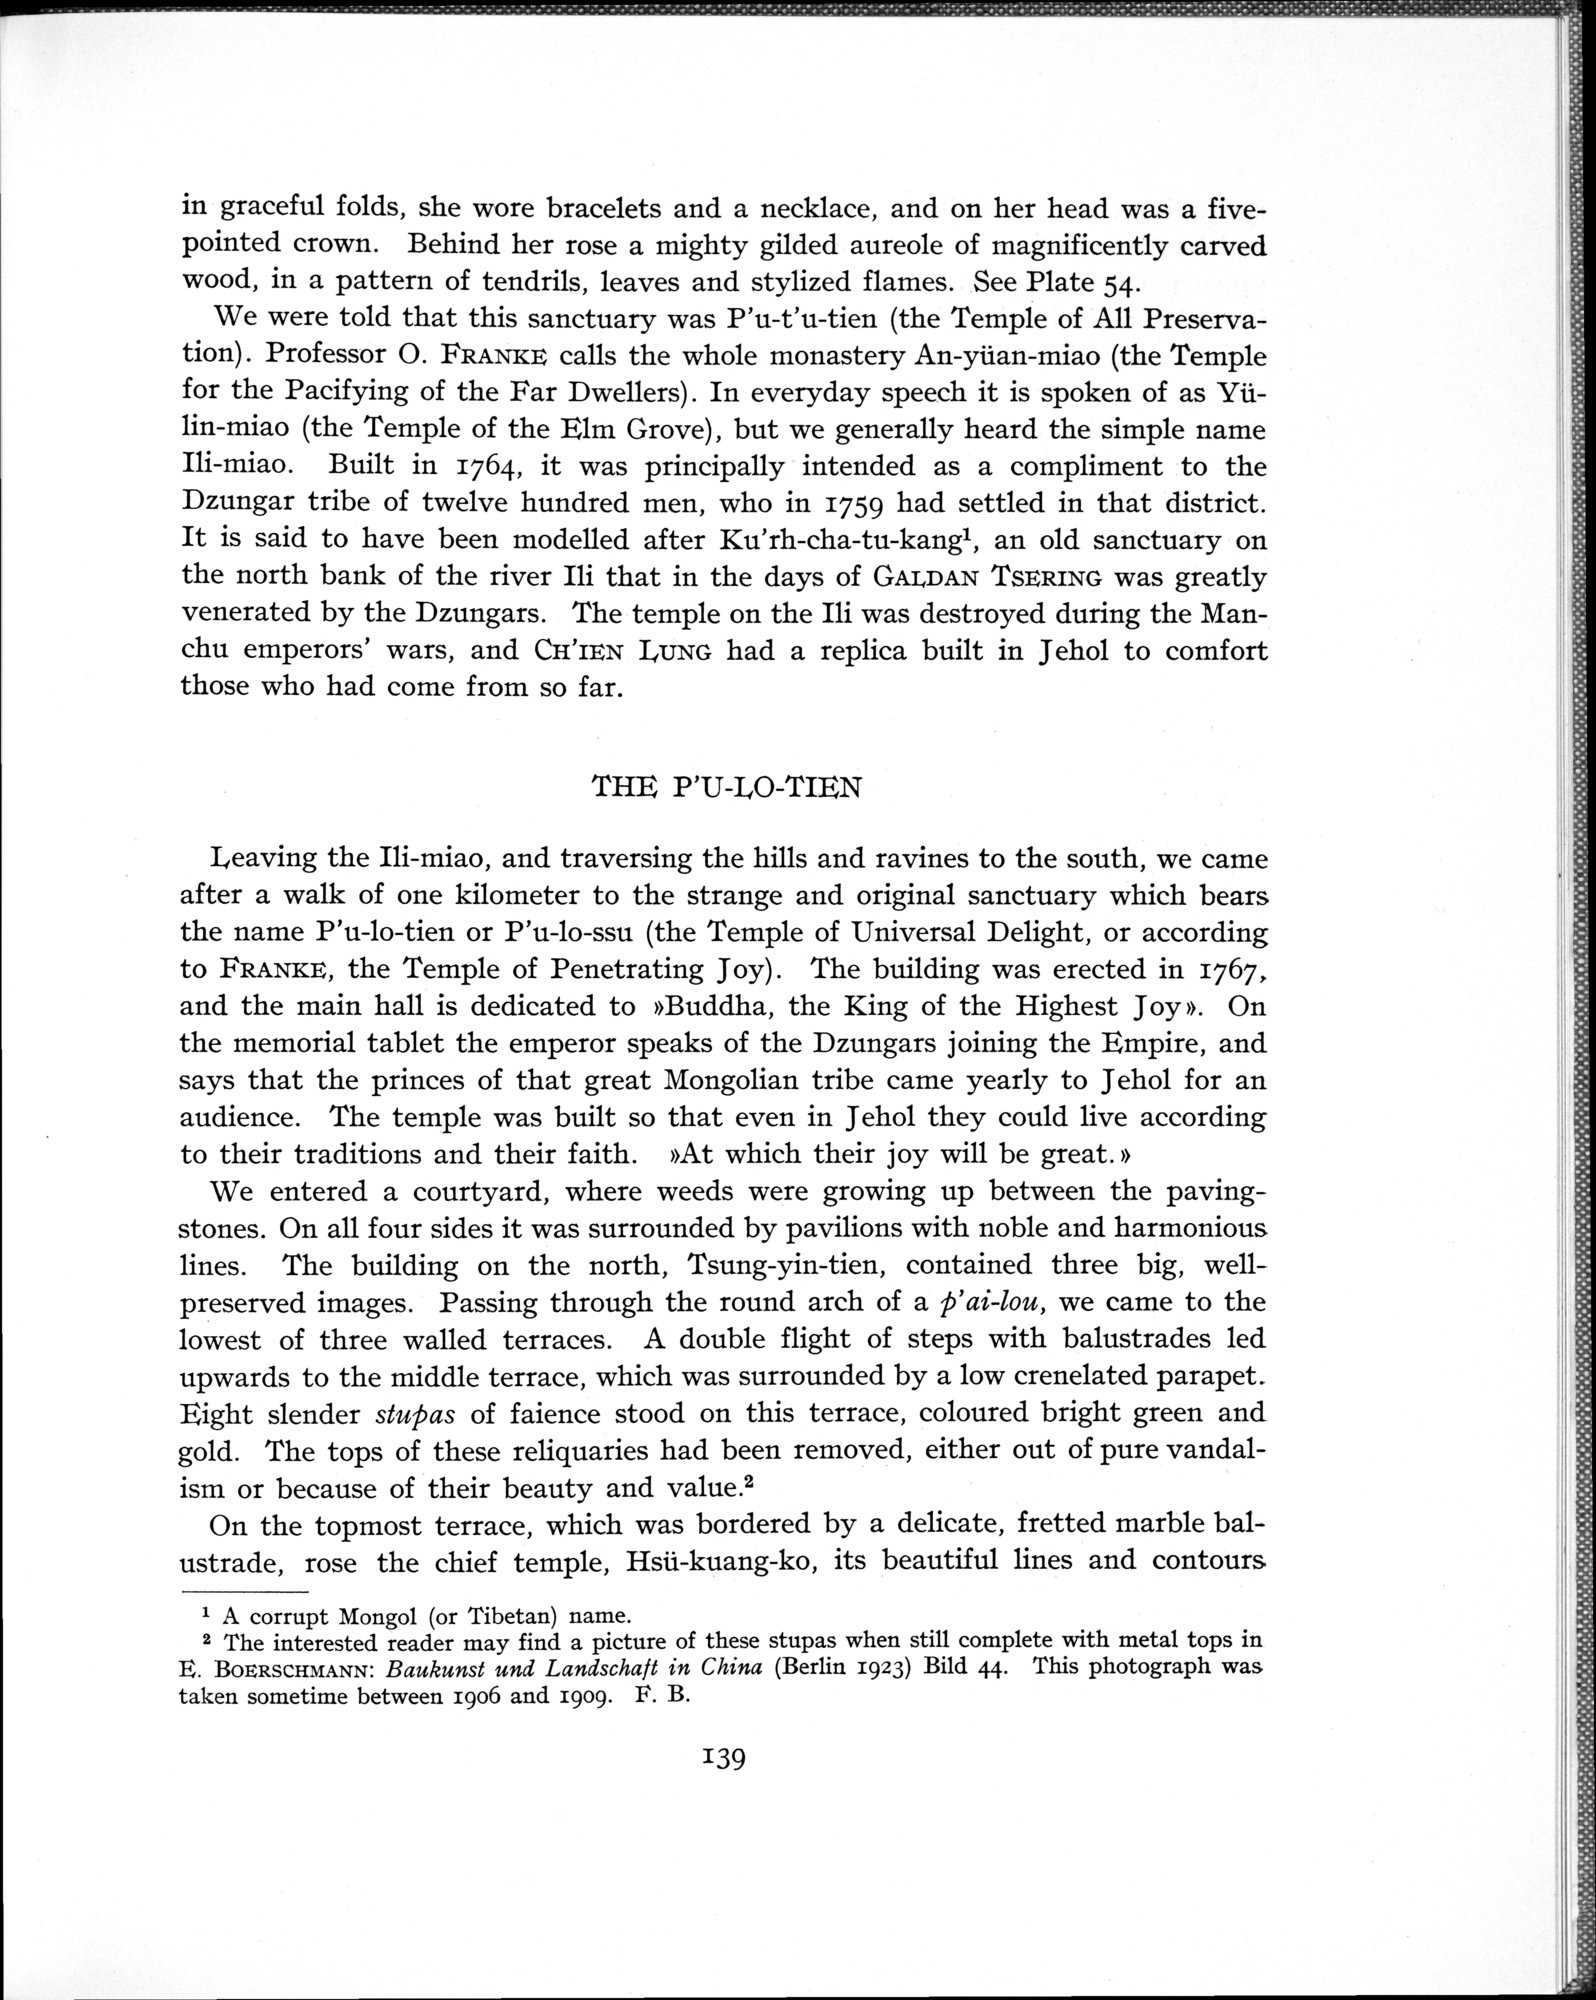 in graceful folds, she wore bracelets and a necklace, and on her head was a five-
pointed crown. Behind her rose a mighty gilded aureole of magnificently carved
wood, in a pattern of tendrils, leaves and stylized flames. See Plate 54.
We were told that this sanctuary was P'u-t'u-tien (the Temple of All Preserva-
tion). Professor O. FRANKE calls the whole monastery An-yüan-miao (the Temple
for the Pacifying of the Far Dwellers). In everyday speech it is spoken of as Yü-
lin-miao (the Temple of the Elm Grove), but we generally heard the simple name
Ili-miao. Built in 1764, it was principally intended as a compliment to the
Dzungar tribe of twelve hundred men, who in 1759 had settled in that district.
It is said to have been modelled after Ku'rh-cha-tu-kang¹, an old sanctuary on
the north bank of the river Ili that in the days of GALDAN TSERING was greatly
venerated by the Dzungars. The temple on the Ili was destroyed during the Man-
chu emperors' wars, and CH'IEN LUNG had a replica built in Jehol to comfort
those who had come from so far.
THE P'U-LO-TIEN
Leaving the Ili-miao, and traversing the hills and ravines to the south, we came
after a walk of one kilometer to the strange and original sanctuary which bears
the name P'u-lo-tien or P'u-lo-ssu (the Temple of Universal Delight, or according
to FRANKE, the Temple of Penetrating Joy). The building was erected in 1767,
and the main hall is dedicated to »Buddha, the King of the Highest Joy». On
the memorial tablet the emperor speaks of the Dzungars joining the Empire, and
says that the princes of that great Mongolian tribe came yearly to Jehol for an
audience. The temple was built so that even in Jehol they could live according
to their traditions and their faith. »At which their joy will be great.»
We entered a courtyard, where weeds were growing up between the paving-
stones. On all four sides it was surrounded by pavilions with noble and harmonious
lines. The building on the north, Tsung-yin-tien, contained three big, well-
preserved images. Passing through the round arch of a p'ai-lou, we came to the
lowest of three walled terraces. A double flight of steps with balustrades led
upwards to the middle terrace, which was surrounded by a low crenelated parapet.
Eight slender stupas of faience stood on this terrace, coloured bright green and
gold. The tops of these reliquaries had been removed, either out of pure vandal-
ism or because of their beauty and value.²
On the topmost terrace, which was bordered by a delicate, fretted marble bal-
ustrade, rose the chief temple, Hsü-kuang-ko, its beautiful lines and contours
¹ A corrupt Mongol (or Tibetan) name.
² The interested reader may find a picture of these stupas when still complete with metal tops in
E. BOERSCHMANN: Baukunst und Landschaft in China (Berlin 1923) Bild 44. This photograph was
taken sometime between 1906 and 1909. F. B.
139